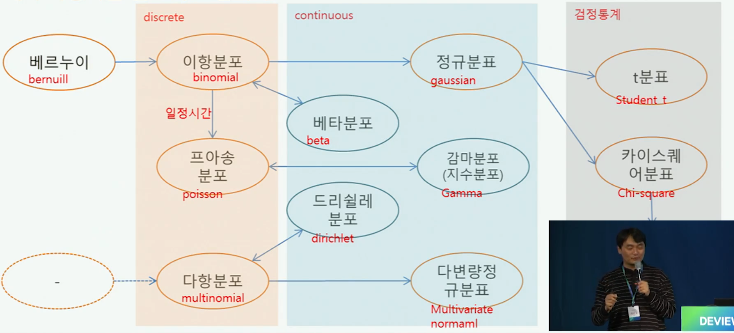 discrete
continuous
검정통계
베르누이
bernuill
이항분포
binomial
정규분표
gaussian
t분표
Student t
일정시간
베타분포
beta
프아송
분포
poisson
감마분포
(지수분포)
Gamma
카이스퀘
어분표
Chi-square
드리쉴레
분포
dirichlet
-
다항분포
multinomial
다변량정
규분표
Multivariate
normaml
DEVIEW